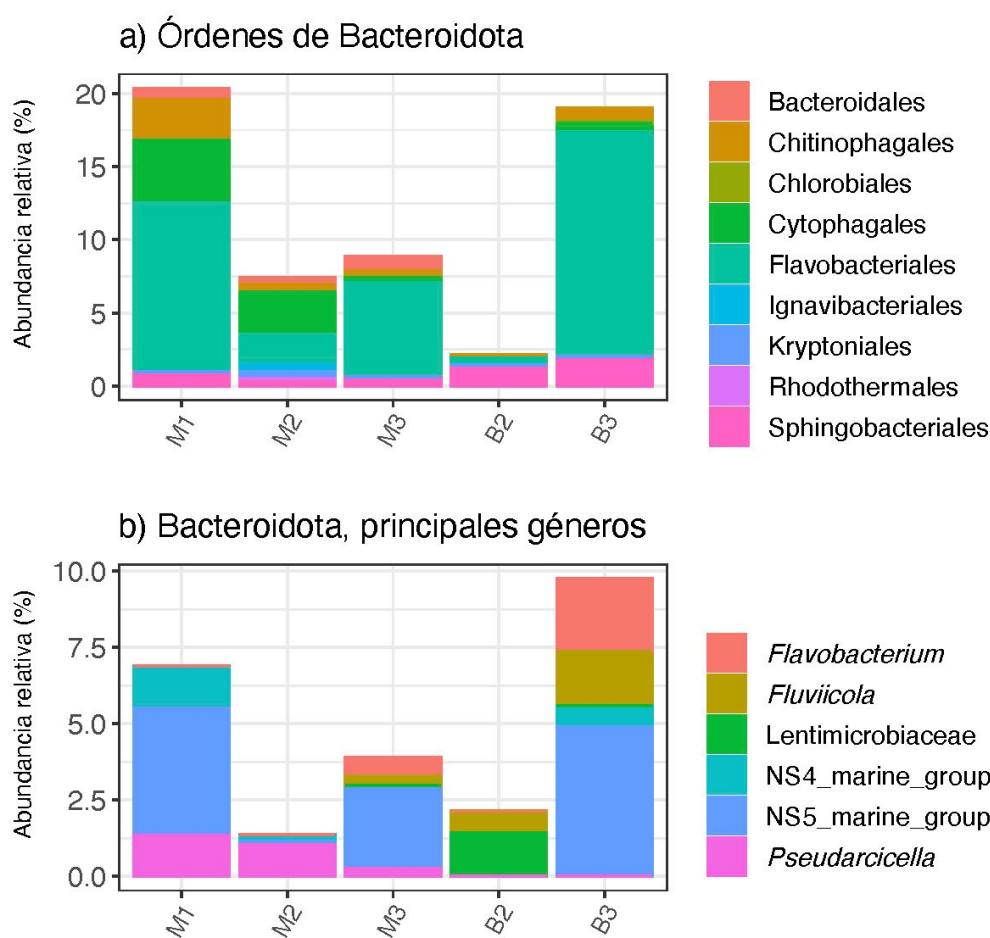 a) Órdenes de Bacteroidota
Abundancia relativa (%)
20
15
10
5
0
M1
M2
M3
B2
B3
Bacteroidales
Chitinophagales
Chlorobiales
Cytophagales
Flavobacteriales
Ignavibacteriales
Kryptoniales
Rhodothermales
Sphingobacteriales
b) Bacteroidota, principales géneros
Abundancia relativa (%)
10.0
7.5
5.0
2.5
0.0
M1
M2
M3
B2
B3
Flavobacterium
Fluviicola
Lentimicrobiaceae
NS4_marine_group
NS5_marine_group
Pseudarcicella